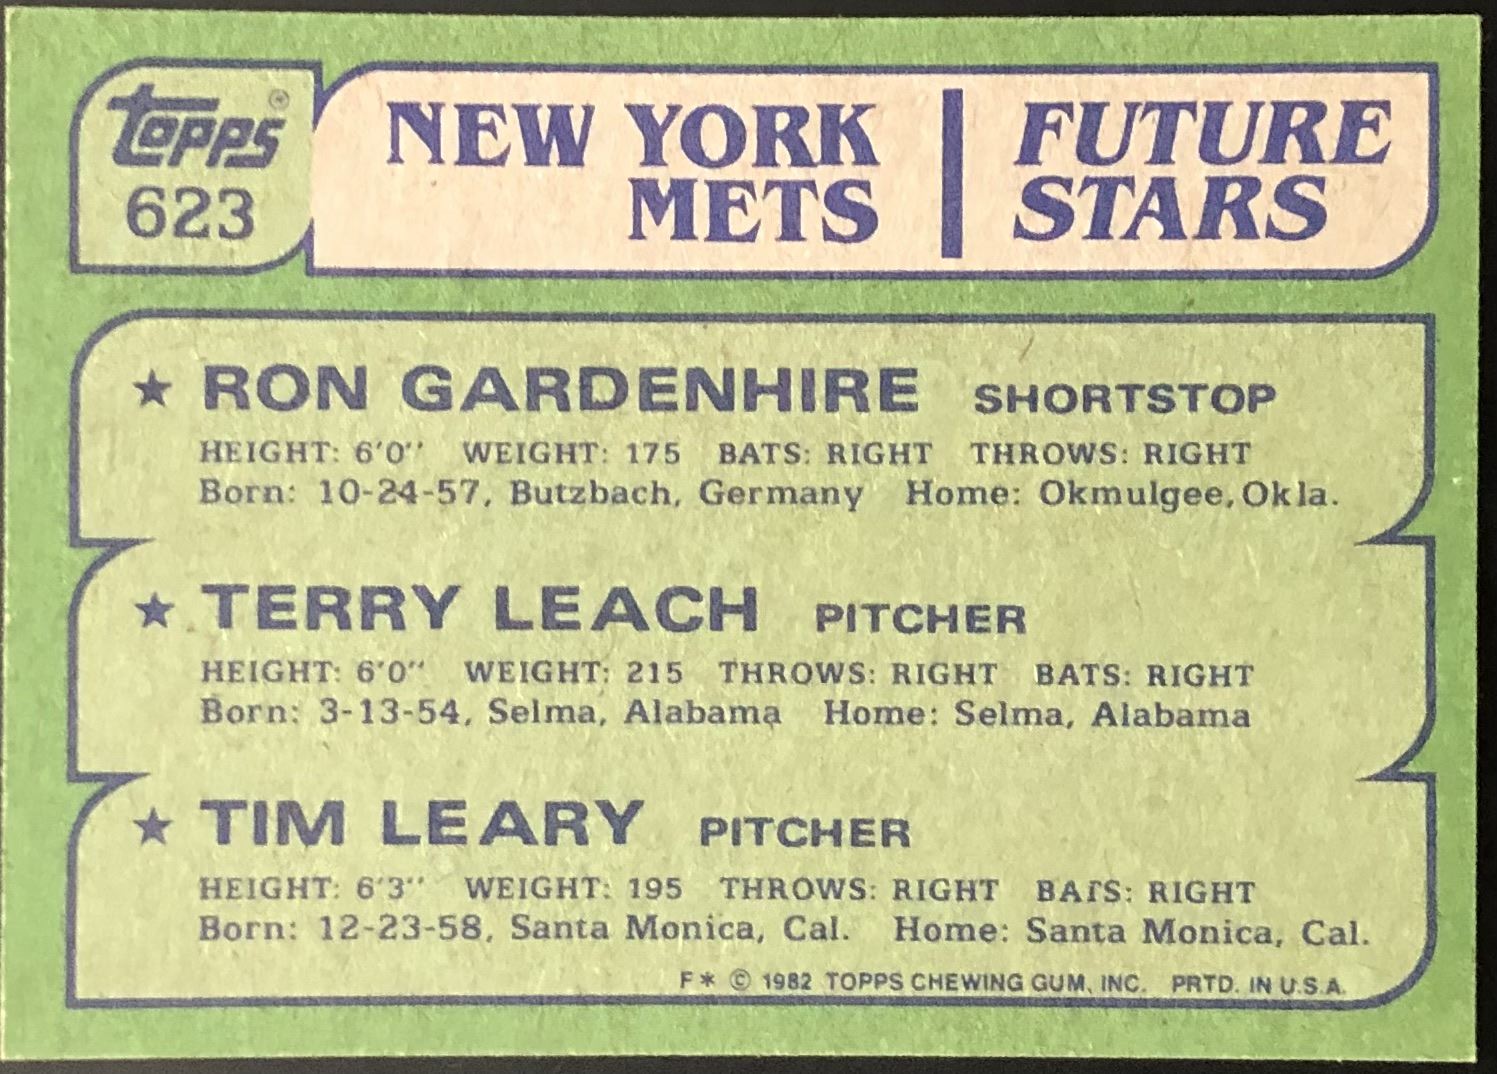 Topps®
623
NEW YORK METS
FUTURE STARS
★ RON GARDENHIRE SHORTSTOP
HEIGHT: 6'0" WEIGHT: 175 BATS: RIGHT THROWS: RIGHT
Born: 10-24-57, Butzbach, Germany Home: Okmulgee, Okla.
★ TERRY LEACH PITCHER
HEIGHT: 6'0" WEIGHT: 215 THROWS: RIGHT BATS: RIGHT
Born: 3-13-54, Selma, Alabama Home: Selma, Alabama
★ TIM LEARY PITCHER
HEIGHT: 6'3" WEIGHT: 195 THROWS: RIGHT BATS: RIGHT
Born: 12-23-58, Santa Monica, Cal. Home: Santa Monica, Cal.
F* © 1982 TOPPS CHEWING GUM, INC. PRTD. IN U.S.A.